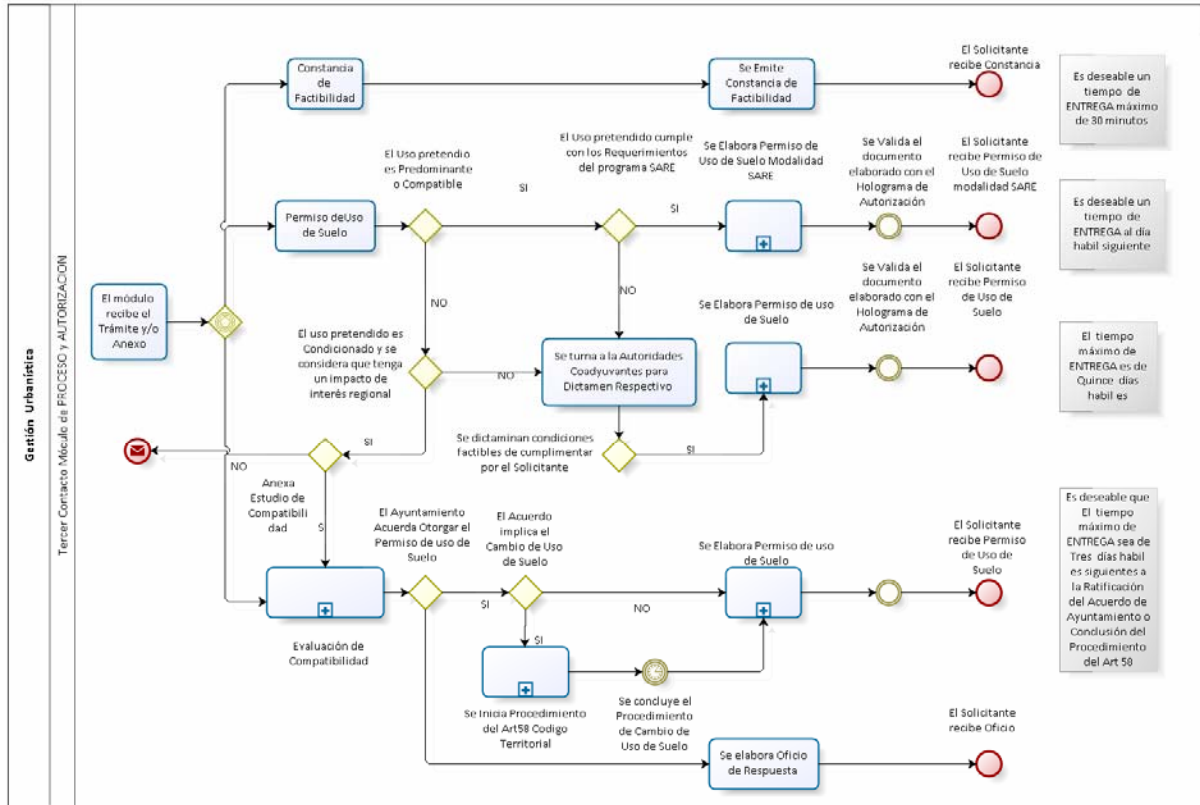 Gestión Urbanística
Tercer Contacto Módulo de PROCESO y AUTORIZACION
El módulo
recibe el
Trámite y/o
Anexo
Constancia
de
Factibilidad
Se Emite
Constancia de
Factibilidad
El Solicitante
recibe Constancia
Es deseable un
tiempo de
ENTREGA máximo
de 30 minutos
Permiso deUso
de Suelo
El Uso pretendio
es Predominante
o Compatible
SI
El Uso pretendido cumple
con los Requerimientos
del programa SARE
SI
Se Elabora Permiso de
Uso de Suelo Modalidad
SARE
Se Valida el
documento
elaborado con el
Holograma de
Autorización
El Solicitante
recibe Permiso de
Uso de Suelo
modalidad SARE
Es deseable un
tiempo de
ENTREGA al día
habil siguiente
NO
NO
El uso pretendido es
Condicionado y se
considera que tenga
un impacto de
interés regional
NO
Se turna a la Autoridades
Coadyuvantes para
Dictamen Respectivo
Se Elabora Permiso de uso
de Suelo
Se Valida el
documento
elaborado con el
Holograma de
Autorización
El Solicitante
recibe Permiso
de Uso de
Suelo
El tiempo
máximo de
ENTREGA es de
Quince días
habil es
SI
Se dictaminan condiciones
factibles de cumplimentar
por el Solicitante
SI
NO
Anexa
Estudio de
Compatibili
dad
S
Evaluación de
Compatibilidad
El Ayuntamiento
Acuerda Otorgar el
Permiso de uso de
Suelo
SI
El Acuerdo
implica el
Cambio de Uso
de Suelo
NO
SI
Se Elabora Permiso de uso
de Suelo
El Solicitante
recibe Permiso
de Uso de
Suelo
Es deseable que
El tiempo
máximo de
ENTREGA sea de
Tres días habil
es siguientes a
la Ratificación
del Acuerdo de
Ayuntamiento o
Conclusión del
Procedimiento
del Art 58
Se Inicia Procedimiento
del Art58 Codigo
Territorial
Se concluye el
Procedimiento
de Cambio de
Uso de Suelo
Se elabora Oficio
de Respuesta
El Solicitante
recibe Oficio